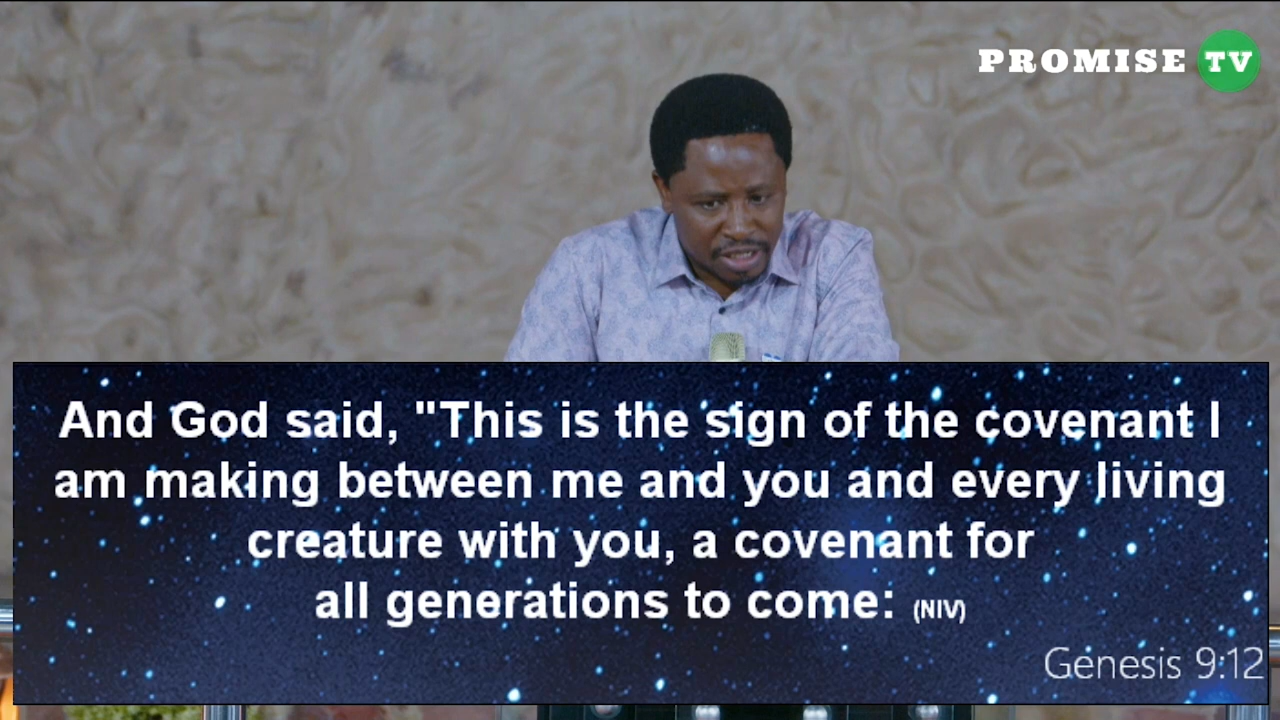 PROMISE TV
And God said, "This is the sign of the covenant I
am making between me and you and every living
creature with you, a covenant for
all generations to come: (NIV)
Genesis 9:12